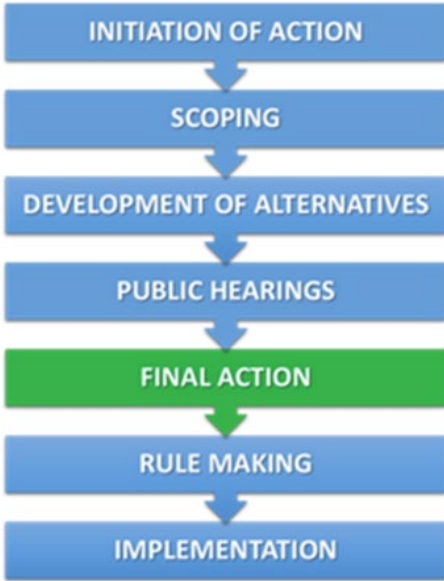 INITIATION OF ACTION
SCOPING
DEVELOPMENT OF ALTERNATIVES
PUBLIC HEARINGS
FINAL ACTION
RULE MAKING
IMPLEMENTATION